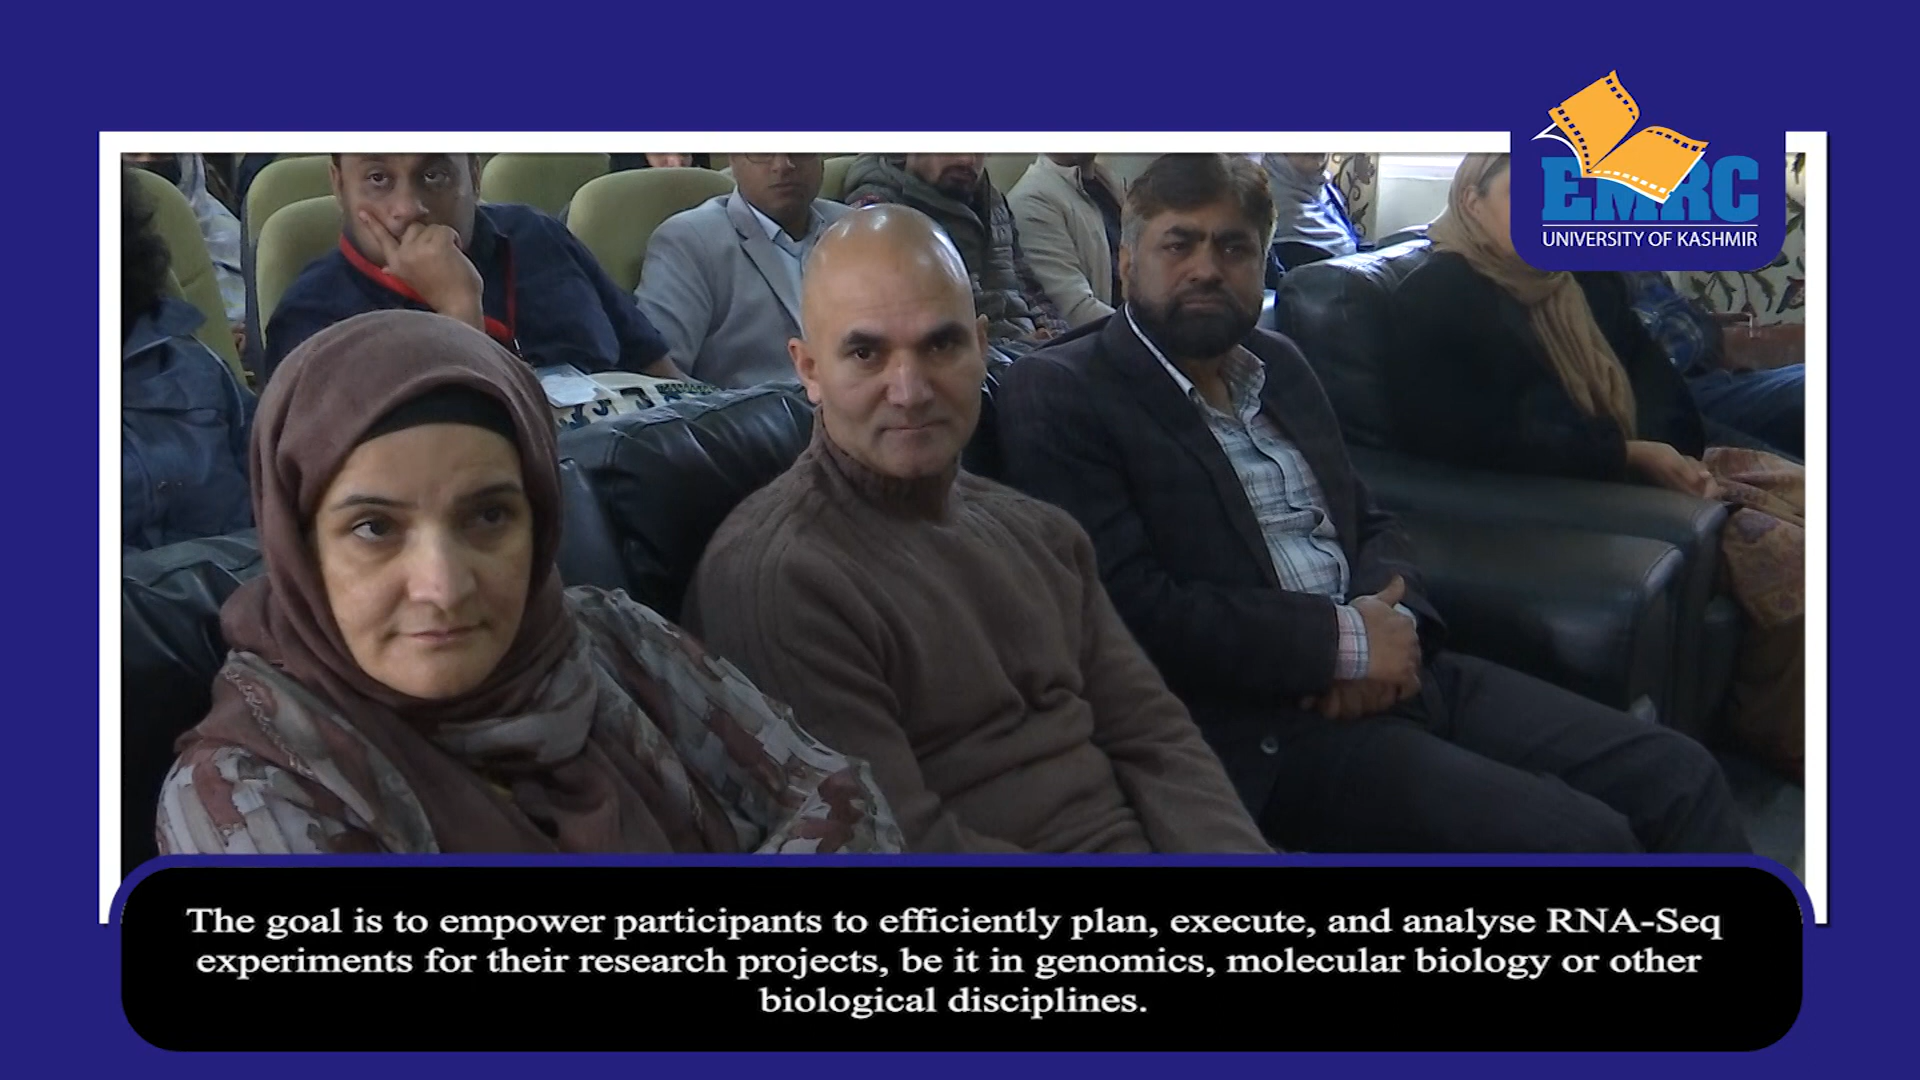 EMRC
UNIVERSITY OF KASHMIR
The goal is to empower participants to efficiently plan, execute, and analyse RNA-Seq
experiments for their research projects, be it in genomics, molecular biology or other
biological disciplines.